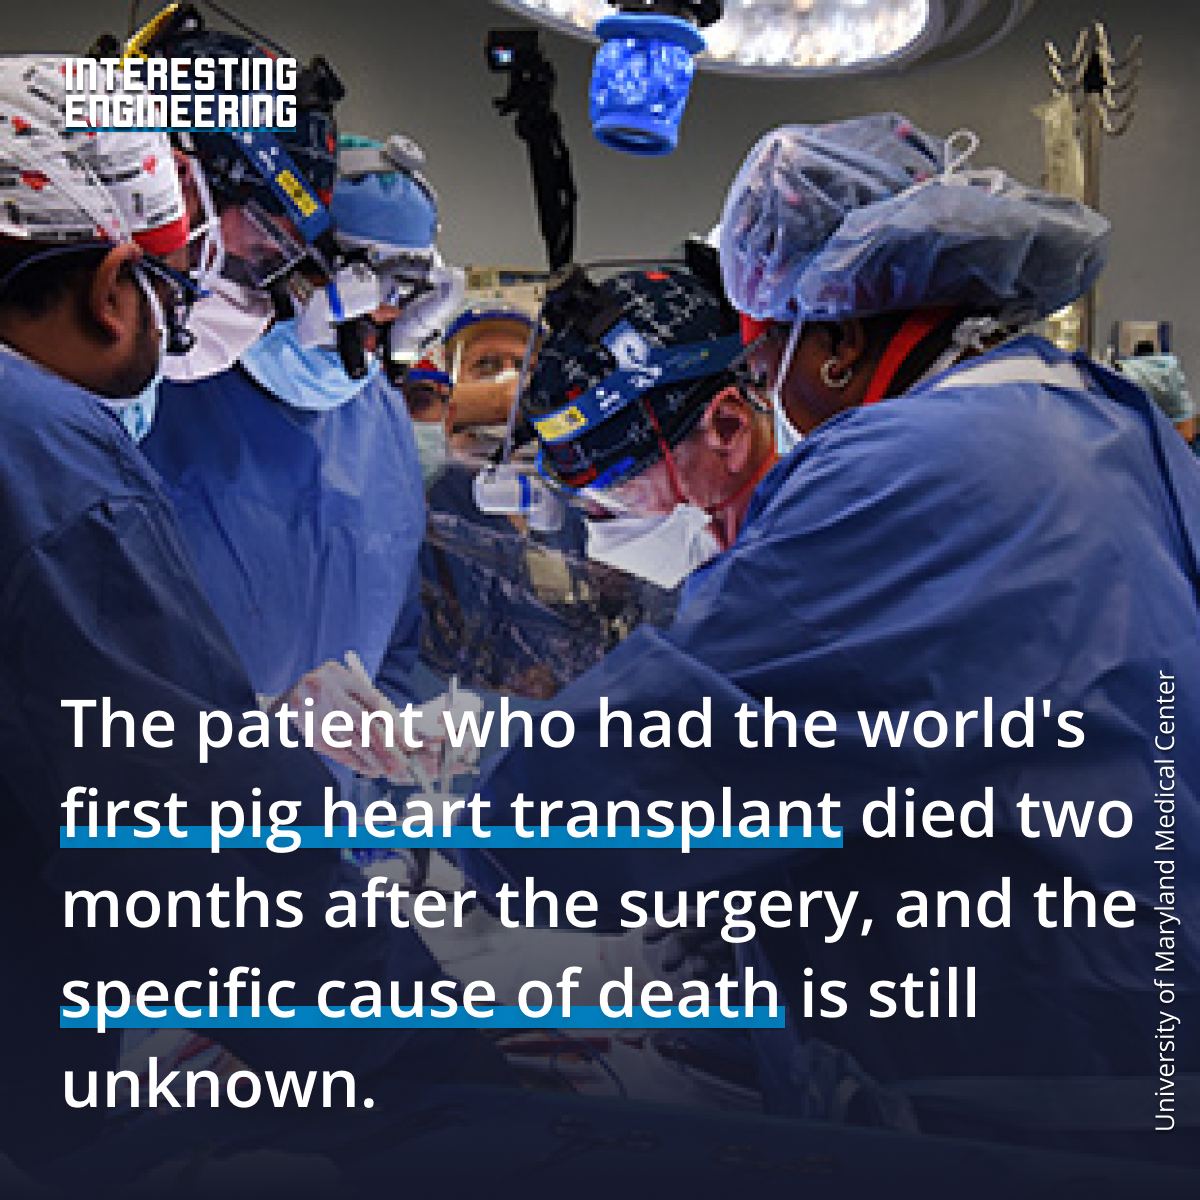 INTERESTING
ENGINEERING
The patient who had the world's
first pig heart transplant died two
months after the surgery, and the
specific cause of death is still
unknown.
University of Maryland Medical Center